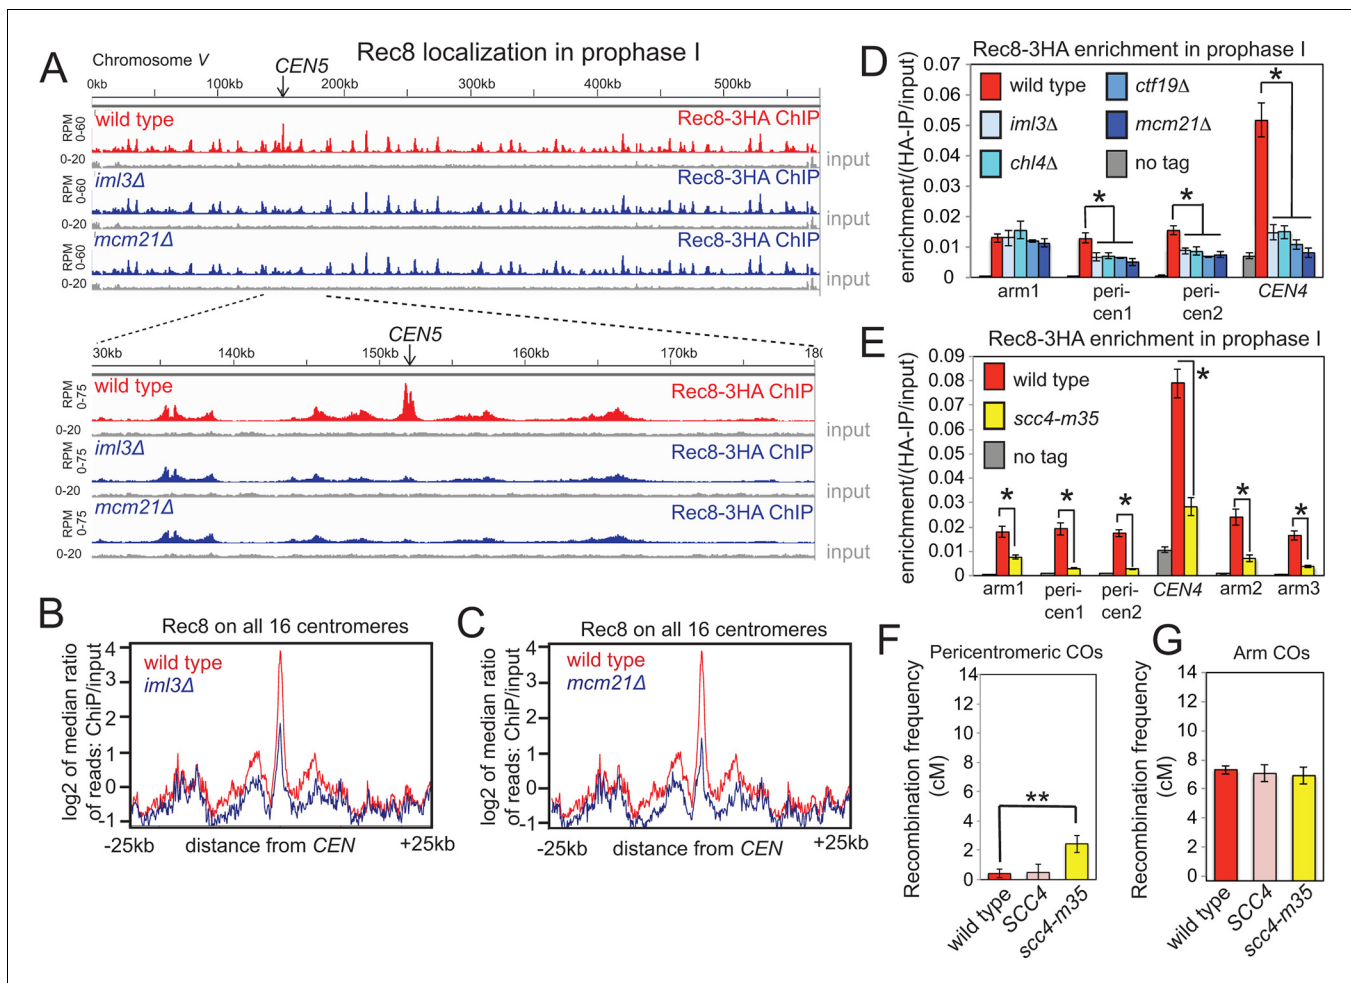 A
Chromosome V
Rec8 localization in prophase I
CEN5
0kb 100kb 200kb 300kb 400kb 500kb
RPM 0-60
wild type
Rec8-3HA ChIP
0-20
input
RPM 0-60
iml3Δ
Rec8-3HA ChIP
0-20
input
RPM 0-60
mcm21Δ
Rec8-3HA ChIP
0-20
input
CEN5
30kb 140kb 150kb 160kb 170kb 180
RPM 0-75
wild type
Rec8-3HA ChIP
0-20
input
RPM 0-75
iml3Δ
Rec8-3HA ChIP
0-20
input
RPM 0-75
mcm21Δ
Rec8-3HA ChIP
0-20
input
B
Rec8 on all 16 centromeres
log2 of median ratio
of reads: ChiP/input
4
3
2
1
0
-1
wild type
iml3Δ
-25kb distance from CEN +25kb
C
Rec8 on all 16 centromeres
log2 of median ratio
of reads: ChiP/input
4
3
2
1
0
-1
wild type
mcm21Δ
-25kb distance from CEN +25kb
D
Rec8-3HA enrichment in prophase I
enrichment/(HA-IP/input)
0.07
0.06
0.05
0.04
0.03
0.02
0.01
0
wild type
iml3Δ
chl4Δ
ctf19Δ
mcm21Δ
no tag
*
*
*
arm1 peri-cen1 peri-cen2 CEN4
E
Rec8-3HA enrichment in prophase I
enrichment/(HA-IP/input)
0.09
0.08
0.07
0.06
0.05
0.04
0.03
0.02
0.01
0
wild type
scc4-m35
no tag
*
*
*
*
*
*
arm1 peri-cen1 peri-cen2 CEN4 arm2 arm3
F
Pericentromeric COs
Recombination frequency
(cM)
14
12
10
8
6
4
2
0
**
wild type SCC4 scc4-m35
G
Arm COs
Recombination frequency
(cM)
14
12
10
8
6
4
2
0
wild type SCC4 scc4-m35